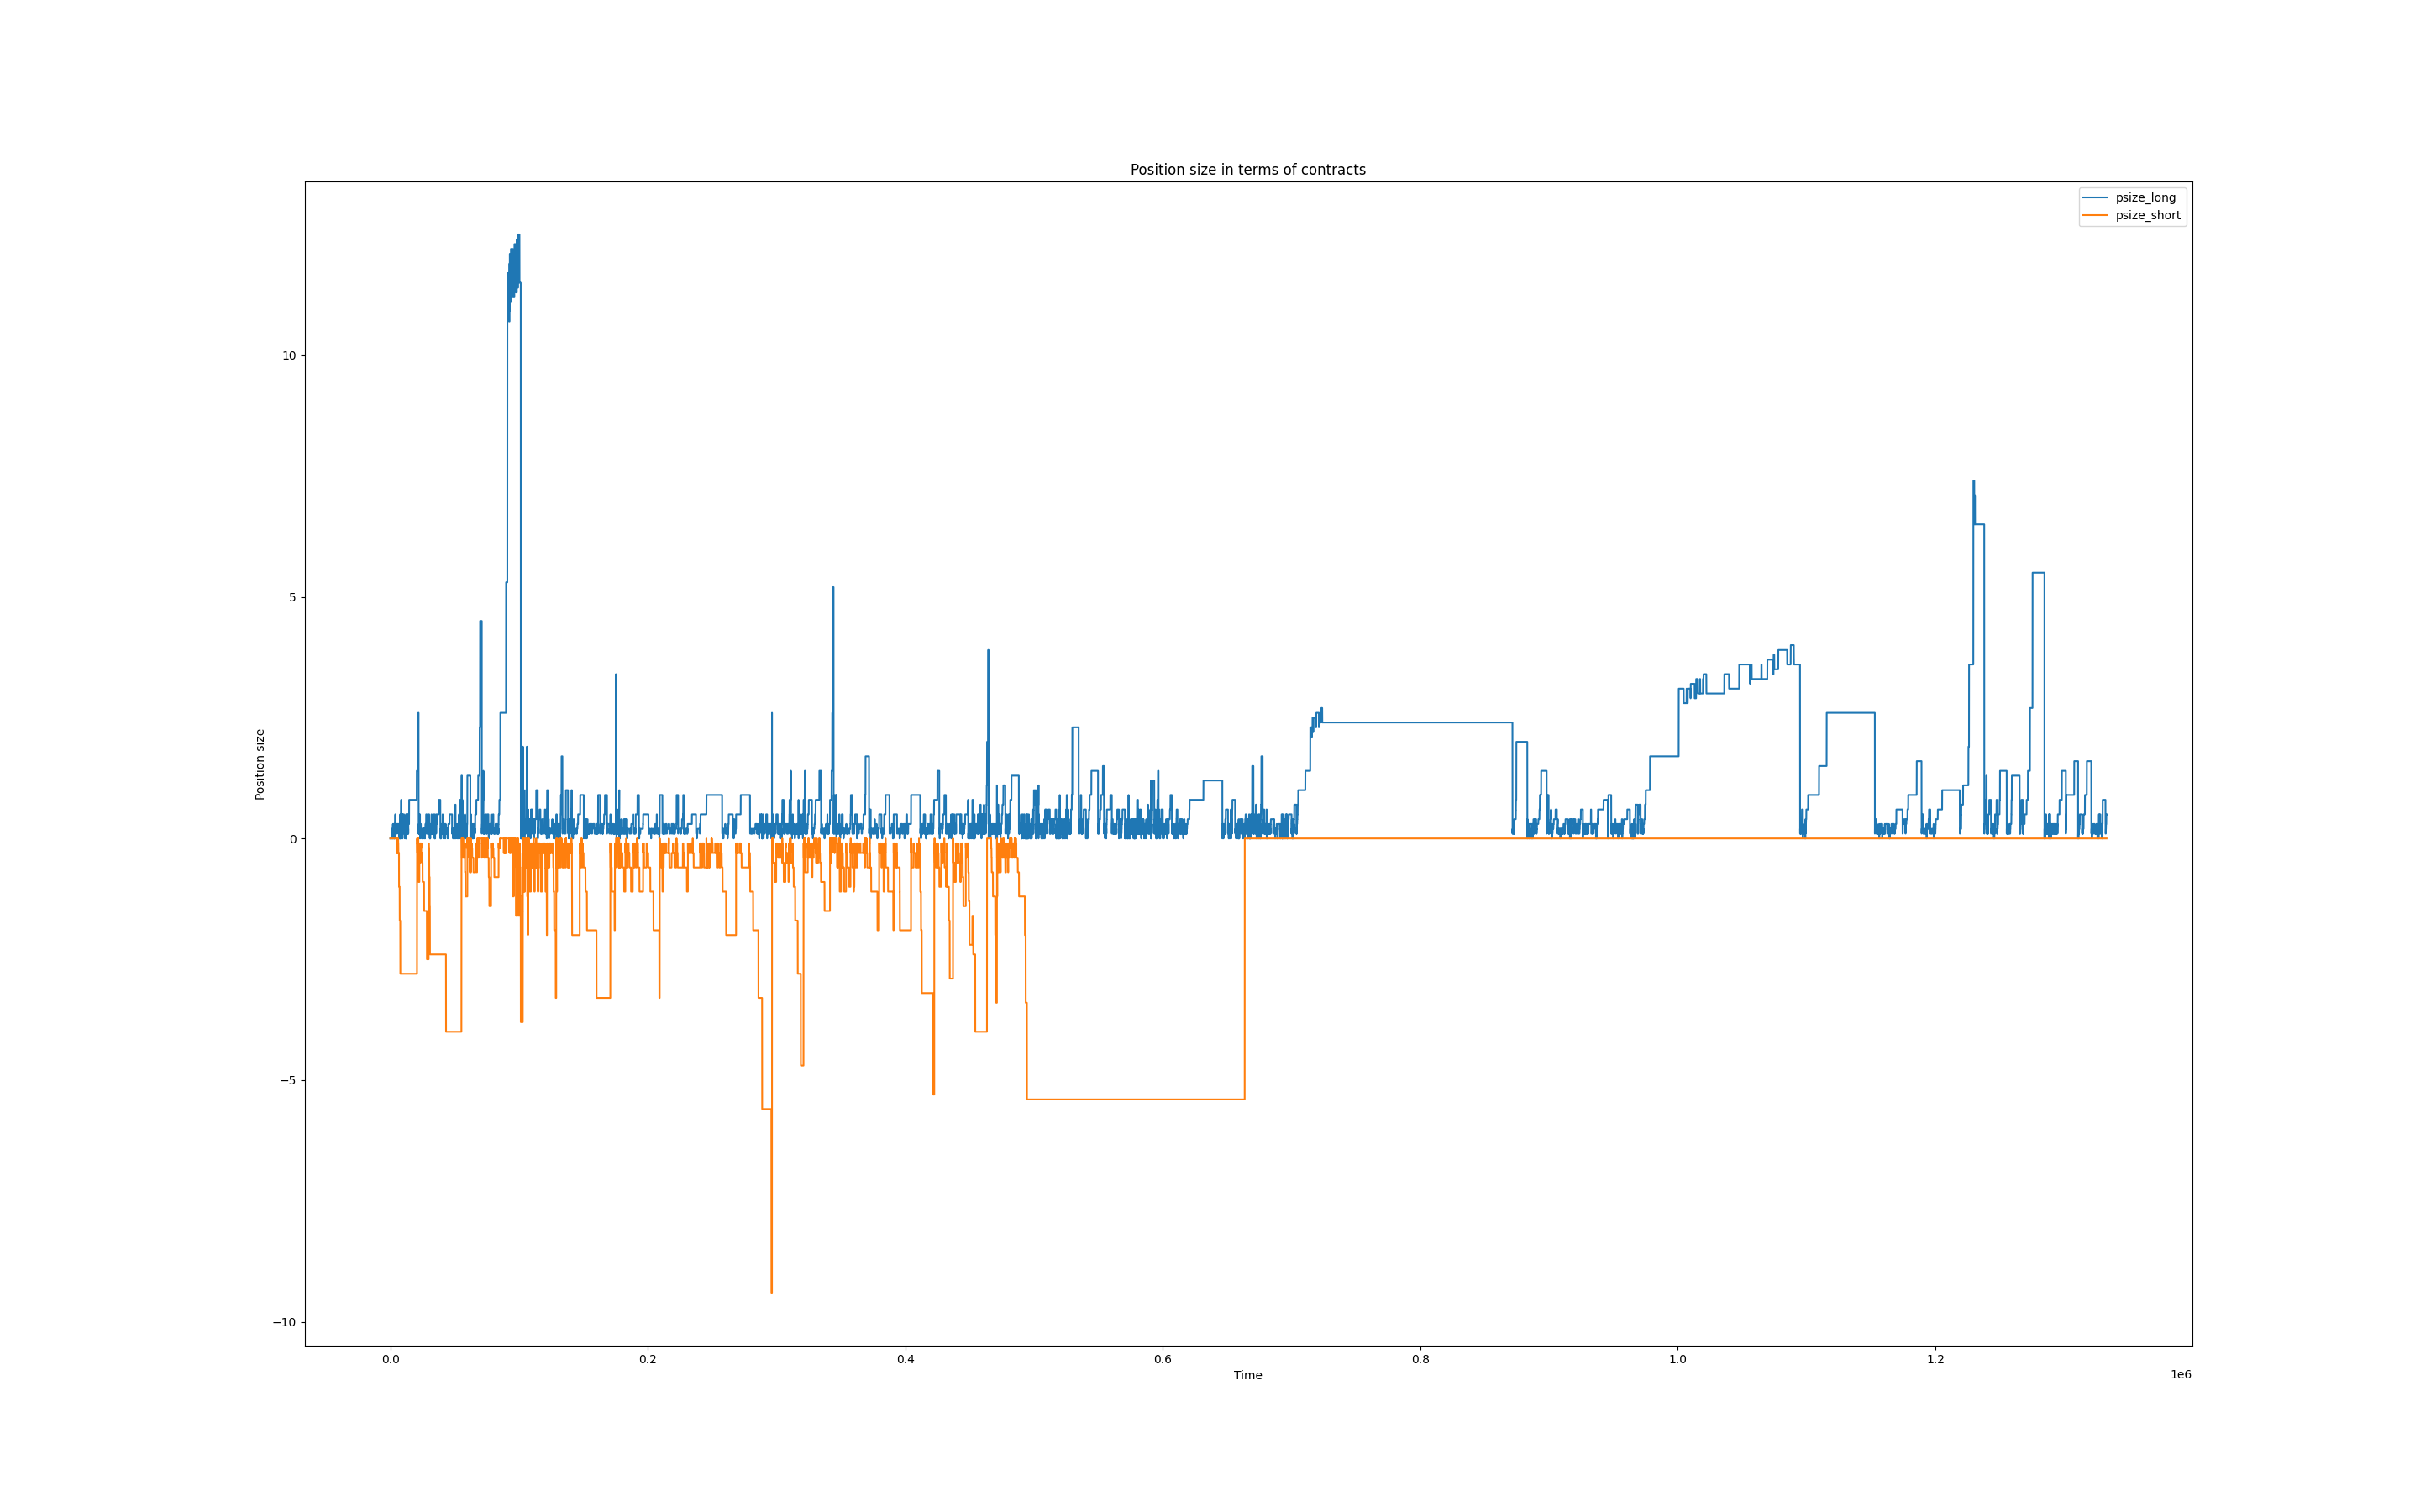 Position size in terms of contracts
psize_long
psize_short
Position size
10
5
0
−5
−10
0.0 0.2 0.4 0.6 0.8 1.0 1.2
Time
1e6